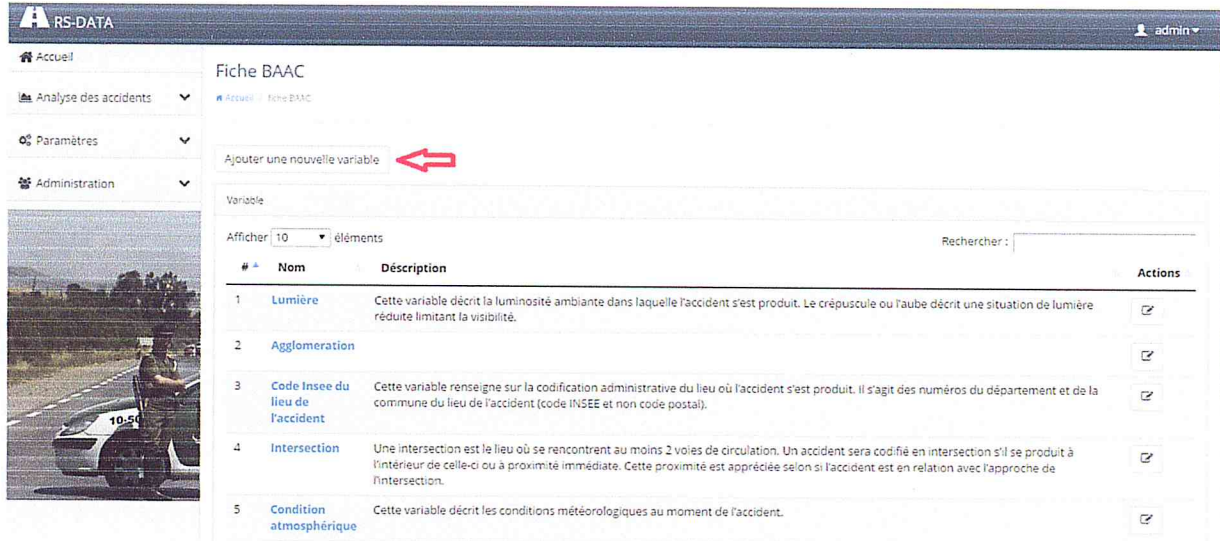 RS-DATA
admin
Accueil
Analyse des accidents
Paramètres
Administration
Fiche BAAC
Accueil / fiche BAAC
Ajouter une nouvelle variable
Variable
Afficher 10 éléments
Rechercher :
# Nom Déscription Actions
1 Lumière Cette variable décrit la luminosité ambiante dans laquelle l'accident s'est produit. Le crépuscule ou l'aube décrit une situation de lumière
réduite limitant la visibilité.
2 Agglomeration
3 Code Insee du Cette variable renseigne sur la codification administrative du lieu où l'accident s'est produit. Il s'agit des numéros du département et de la
lieu de commune du lieu de l'accident (code INSEE et non code postal).
l'accident
4 Intersection Une intersection est le lieu où se rencontrent au moins 2 voies de circulation. Un accident sera codifié en intersection s'il se produit à
l'intérieur de celle-ci ou à proximité immédiate. Cette proximité est appréciée selon si l'accident est en relation avec l'approche de
l'intersection.
5 Condition Cette variable décrit les conditions météorologiques au moment de l'accident.
atmosphérique
10-50